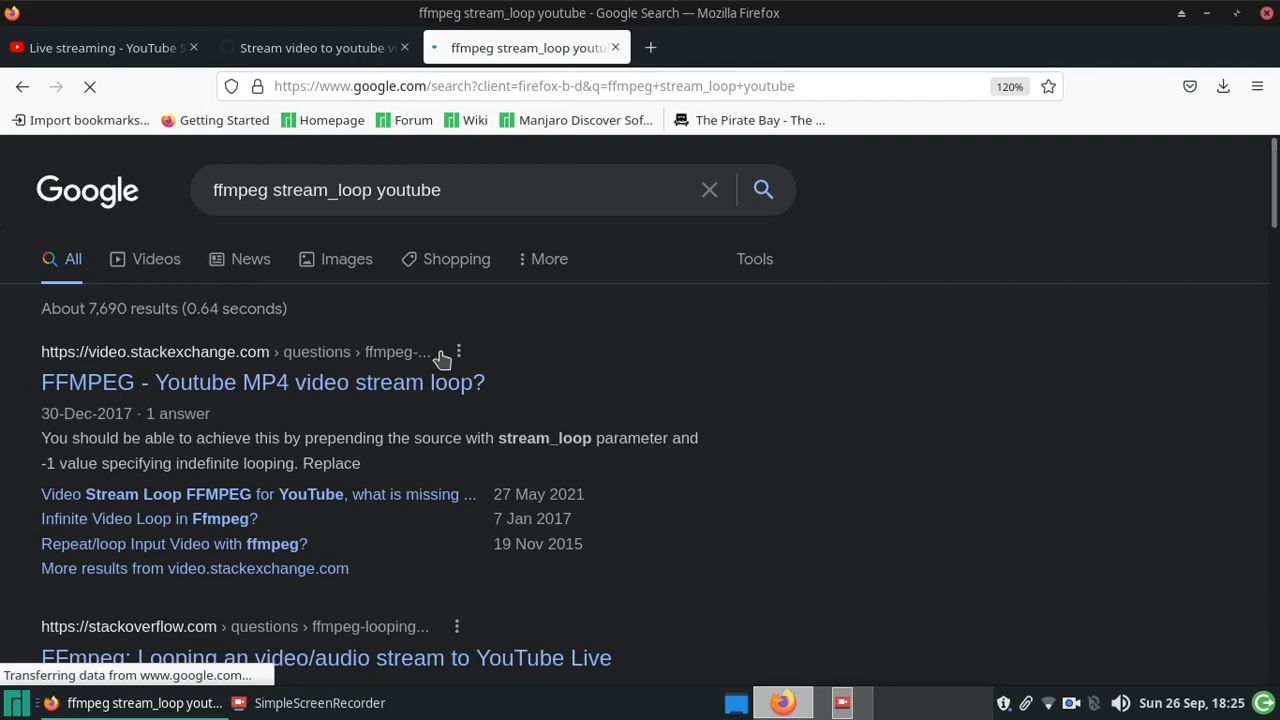 ffmpeg stream_loop youtube - Google Search — Mozilla Firefox
Live streaming - YouTube S
Stream video to youtube vi
ffmpeg stream_loop youtu
https://www.google.com/search?client=firefox-b-d&q=ffmpeg+stream_loop+youtube
120%
Import bookmarks...
Getting Started
Homepage
Forum
Wiki
Manjaro Discover Sof...
The Pirate Bay - The ...
Google
ffmpeg stream_loop youtube
All
Videos
News
Images
Shopping
More
Tools
About 7,690 results (0.64 seconds)
https://video.stackexchange.com › questions › ffmpeg-...
FFMPEG - Youtube MP4 video stream loop?
30-Dec-2017 · 1 answer
You should be able to achieve this by prepending the source with stream_loop parameter and
-1 value specifying indefinite looping. Replace
Video Stream Loop FFMPEG for YouTube, what is missing ... 27 May 2021
Infinite Video Loop in Ffmpeg? 7 Jan 2017
Repeat/loop Input Video with ffmpeg? 19 Nov 2015
More results from video.stackexchange.com
https://stackoverflow.com › questions › ffmpeg-looping...
FFmpeg: Looping an video/audio stream to YouTube Live
Transferring data from www.google.com...
ffmpeg stream_loop yout...
SimpleScreenRecorder
Sun 26 Sep, 18:25